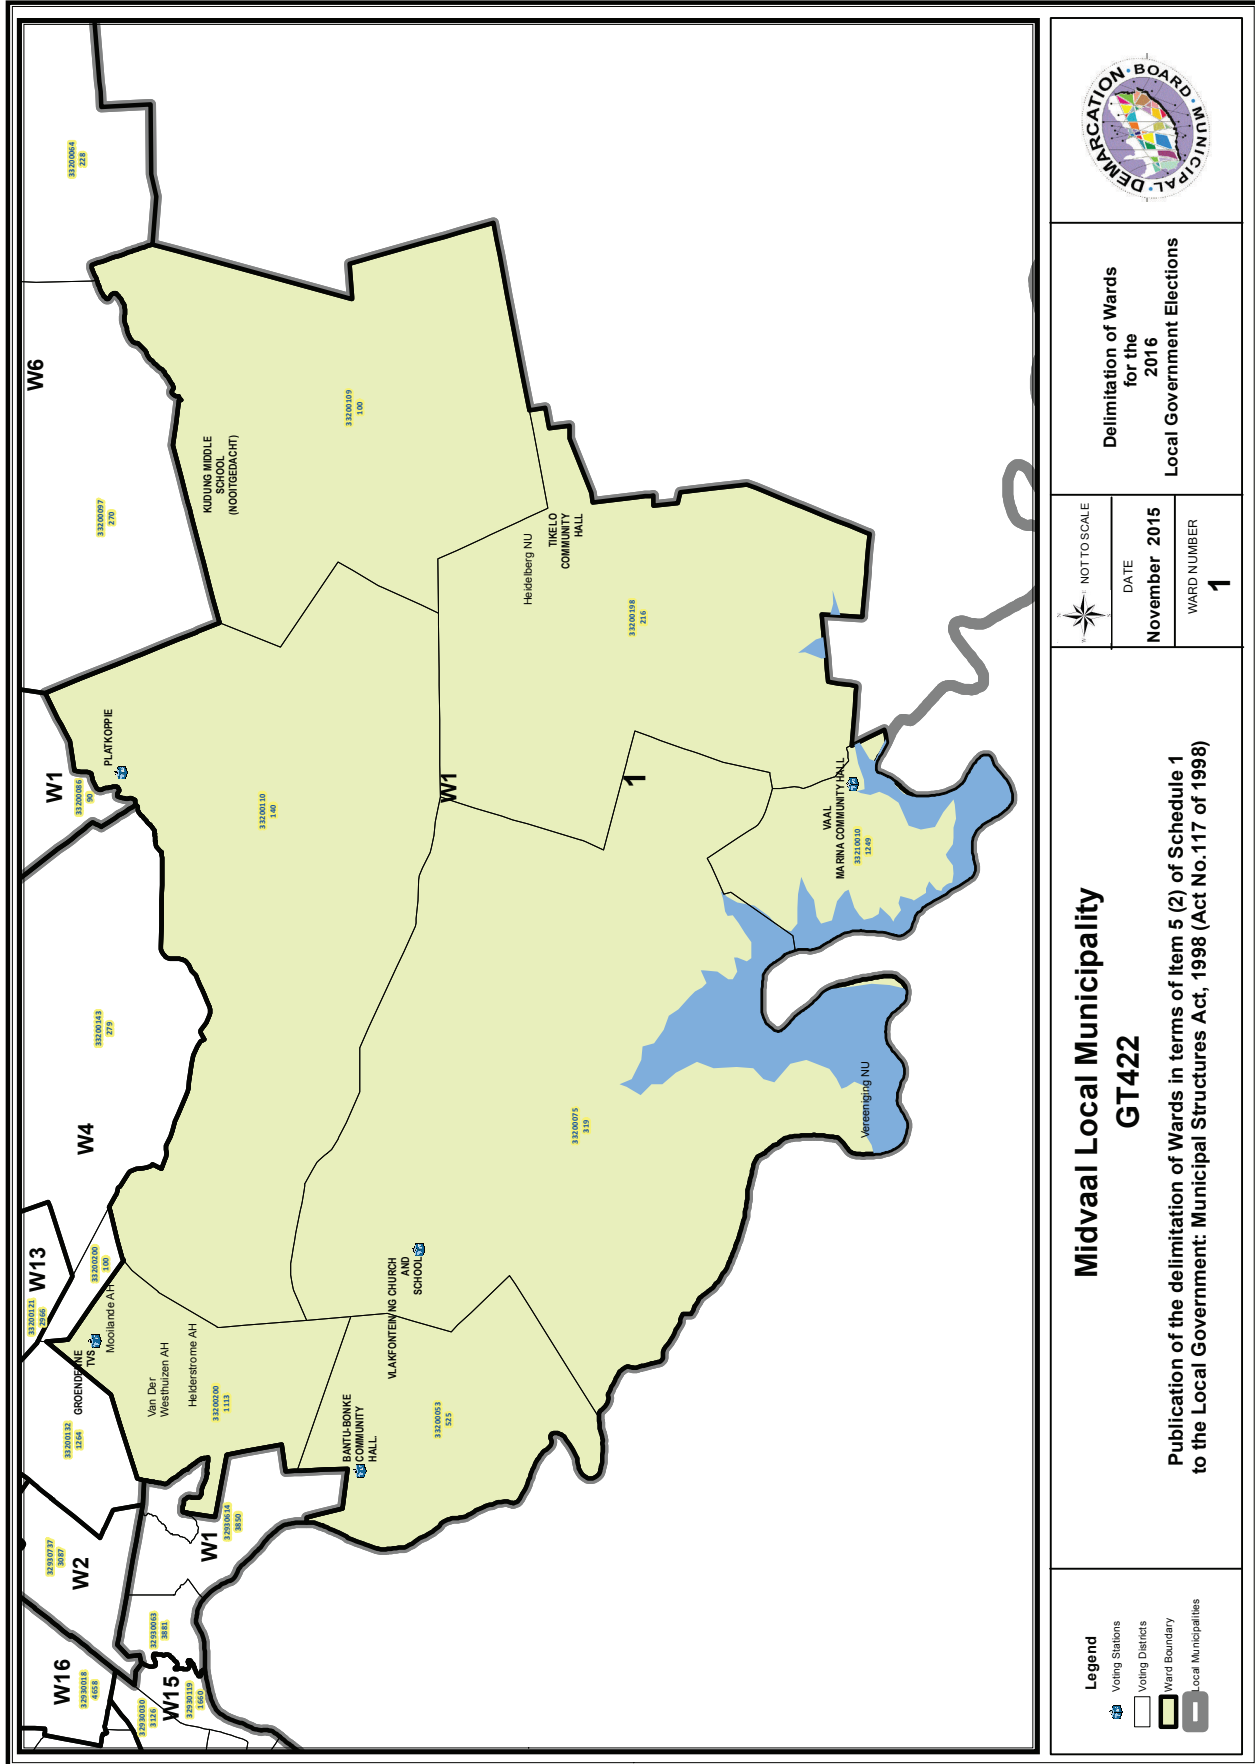 W16
32930018
4658
32930030
3126
W15
32930119
1660
32930063
3881
W2
32930737
3087
W1
32930614
3850
33200132
1264
GROENDEENE
TVS
33200121
2966
W13
33200200
100
Mooilande AH
Van Der
Westhuizen AH
Helderstrome AH
33200200
1113
BANTU-BONKE
COMMUNITY
HALL.
33200053
525
VLAKFONTEIN NG CHURCH
AND
SCHOOL
W4
33200143
279
33200075
319
Vereeniging NU
W1
33200086
90
PLATKOPPIE
33200110
140
W1
1
VAAL
MARINA COMMUNITY HALL
33210010
1249
33200198
216
Heidelberg NU
TIKELO
COMMUNITY
HALL
33200097
270
W6
KUDUNG MIDDLE
SCHOOL
(NOOITGEDACHT)
33200109
100
33200064
228
Legend
Voting Stations
Voting Districts
Ward Boundary
Local Municipalities
Midvaal Local Municipality
GT422
Publication of the delimitation of Wards in terms of Item 5 (2) of Schedule 1
to the Local Government: Municipal Structures Act, 1998 (Act No.117 of 1998)
NOT TO SCALE
DATE
November 2015
WARD NUMBER
1
Delimitation of Wards
for the
2016
Local Government Elections
MUNICIPAL • DEMARCATION • BOARD •